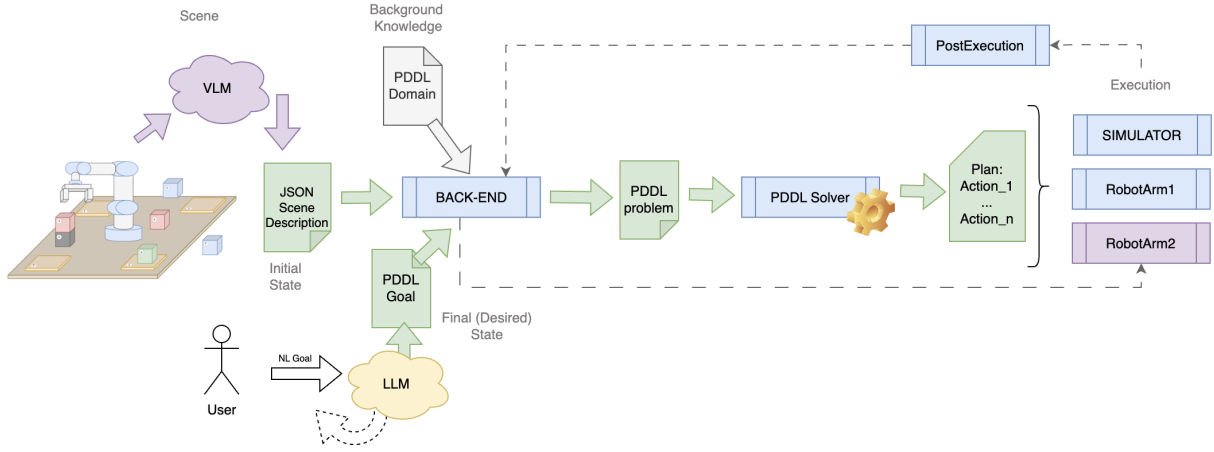 Scene
Background
Knowledge
VLM
PDDL
Domain
PostExecution
Execution
JSON
Scene
Description
BACK-END
PDDL
problem
PDDL Solver
Plan:
Action_1
...
Action_n
SIMULATOR
RobotArm1
RobotArm2
Initial
State
PDDL
Goal
Final (Desired)
State
NL Goal
LLM
User